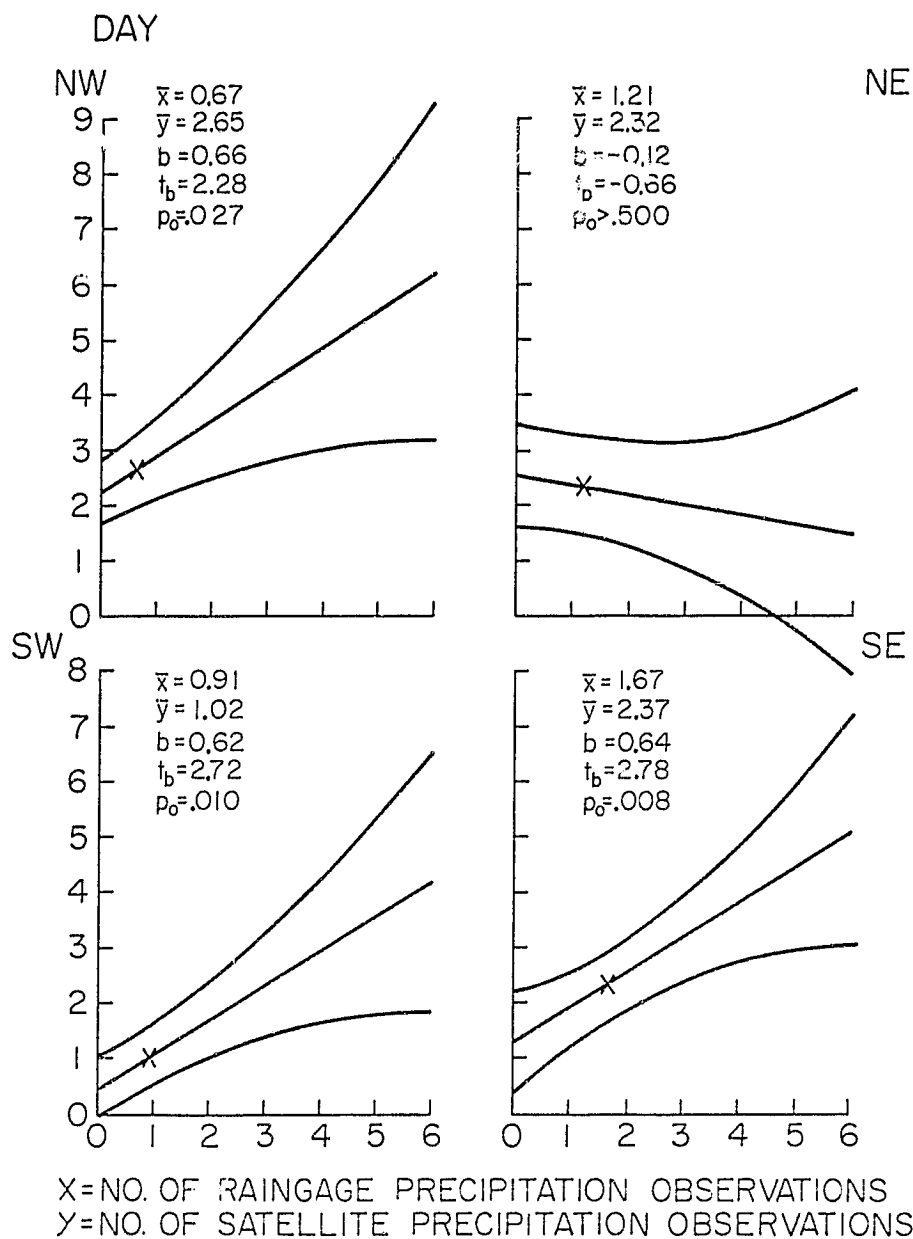 DAY
NW
x̄ = 0.67
ȳ = 2.65
b = 0.66
t_b = 2.28
p_o = .027
9
8
7
6
5
4
3
2
1
0
x̄ = 1.21
ȳ = 2.32
b = -0.12
t_b = -0.66
p_o > .500
NE
SW
x̄ = 0.91
ȳ = 1.02
b = 0.62
t_b = 2.72
p_o = .010
8
7
6
5
4
3
2
1
0
0 1 2 3 4 5 6
SE
x̄ = 1.67
ȳ = 2.37
b = 0.64
t_b = 2.78
p_o = .008
0 1 2 3 4 5 6
X=NO. OF RAINGAGE PRECIPITATION OBSERVATIONS
Y=NO. OF SATELLITE PRECIPITATION OBSERVATIONS